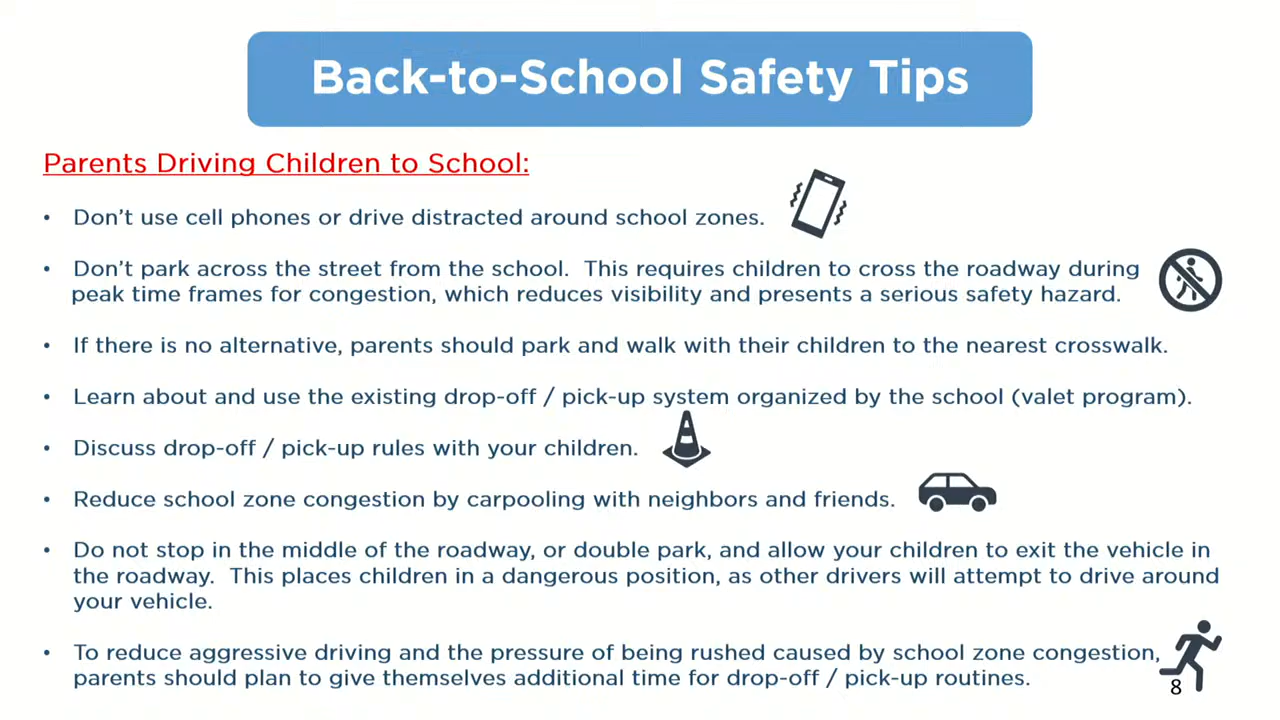 Back-to-School Safety Tips
Parents Driving Children to School:
• Don’t use cell phones or drive distracted around school zones.
• Don’t park across the street from the school.  This requires children to cross the roadway during
peak time frames for congestion, which reduces visibility and presents a serious safety hazard.
• If there is no alternative, parents should park and walk with their children to the nearest crosswalk.
• Learn about and use the existing drop-off / pick-up system organized by the school (valet program).
• Discuss drop-off / pick-up rules with your children.
• Reduce school zone congestion by carpooling with neighbors and friends.
• Do not stop in the middle of the roadway, or double park, and allow your children to exit the vehicle in
the roadway.  This places children in a dangerous position, as other drivers will attempt to drive around
your vehicle.
• To reduce aggressive driving and the pressure of being rushed caused by school zone congestion,
parents should plan to give themselves additional time for drop-off / pick-up routines.
8